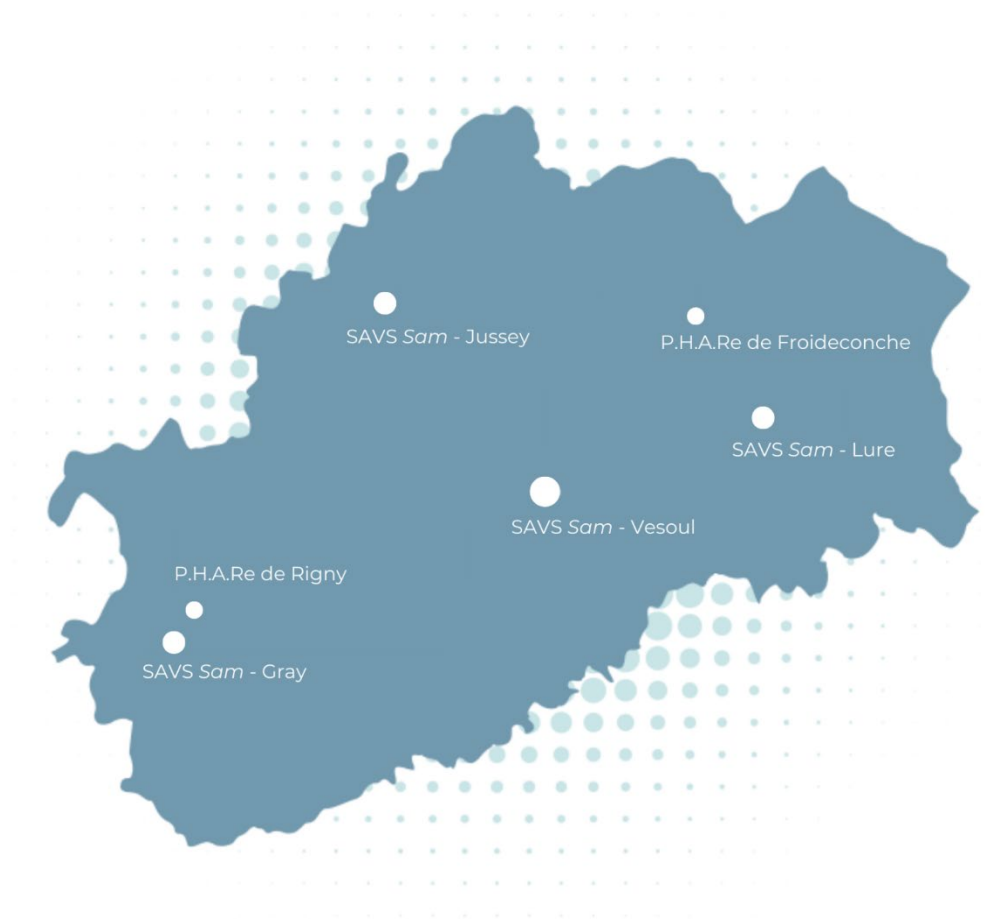 SAVS Sam - Jussey
P.H.A.Re de Froideconche
SAVS Sam - Lure
SAVS Sam - Vesoul
P.H.A.Re de Rigny
SAVS Sam - Gray